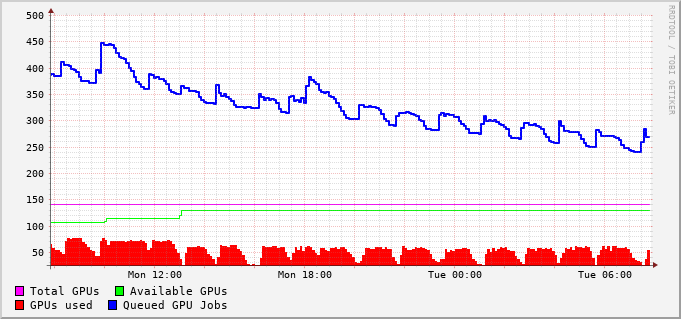 500
450
400
350
300
250
200
150
100
50
RRDTOOL / TOBI OETIKER
Mon 12:00 Mon 18:00 Tue 00:00 Tue 06:00
Total GPUs Available GPUs
GPUs used Queued GPU Jobs